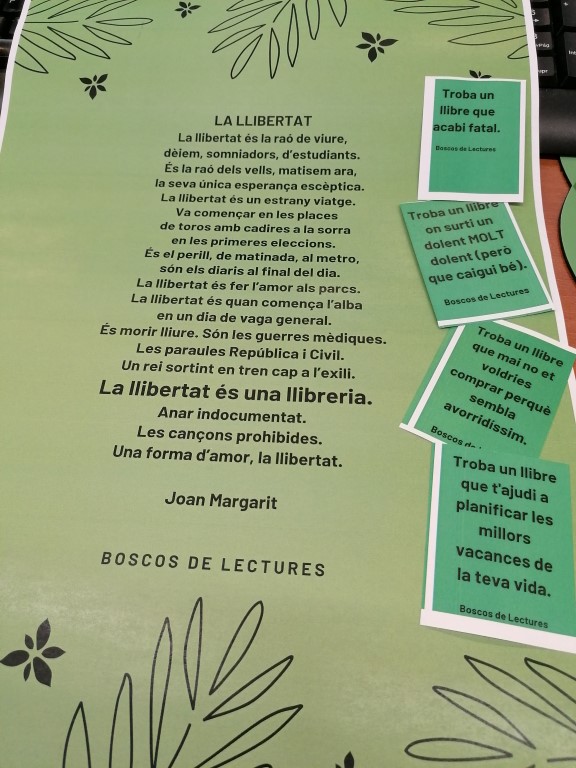 LA LLIBERTAT
La llibertat és la raó de viure,
dèiem, somniadors, d'estudiants.
És la raó dels vells, matisem ara,
la seva única esperança escèptica.
La llibertat és un estrany viatge.
Va començar en les places
de toros amb cadires a la sorra
en les primeres eleccions.
És el perill, de matinada, al metro,
són els diaris al final del dia.
La llibertat és fer l'amor als parcs.
La llibertat és quan comença l'alba
en un dia de vaga general.
És morir lliure. Són les guerres mèdiques.
Les paraules República i Civil.
Un rei sortint en tren cap a l'exili.
La llibertat és una llibreria.
Anar indocumentat.
Les cançons prohibides.
Una forma d'amor, la llibertat.
Joan Margarit
BOSCOS DE LECTURES
Troba un
llibre que
acabi fatal.
Boscos de Lectures
Troba un llibre
on surti un
dolent MOLT
dolent (però
que caigui bé).
Boscos de Lectures
Troba un llibre
que mai no et
voldries
comprar perquè
sembla
avorridíssim.
Boscos de
Troba un llibre
que t'ajudi a
planificar les
millors
vacances de
la teva vida.
Boscos de Lectures